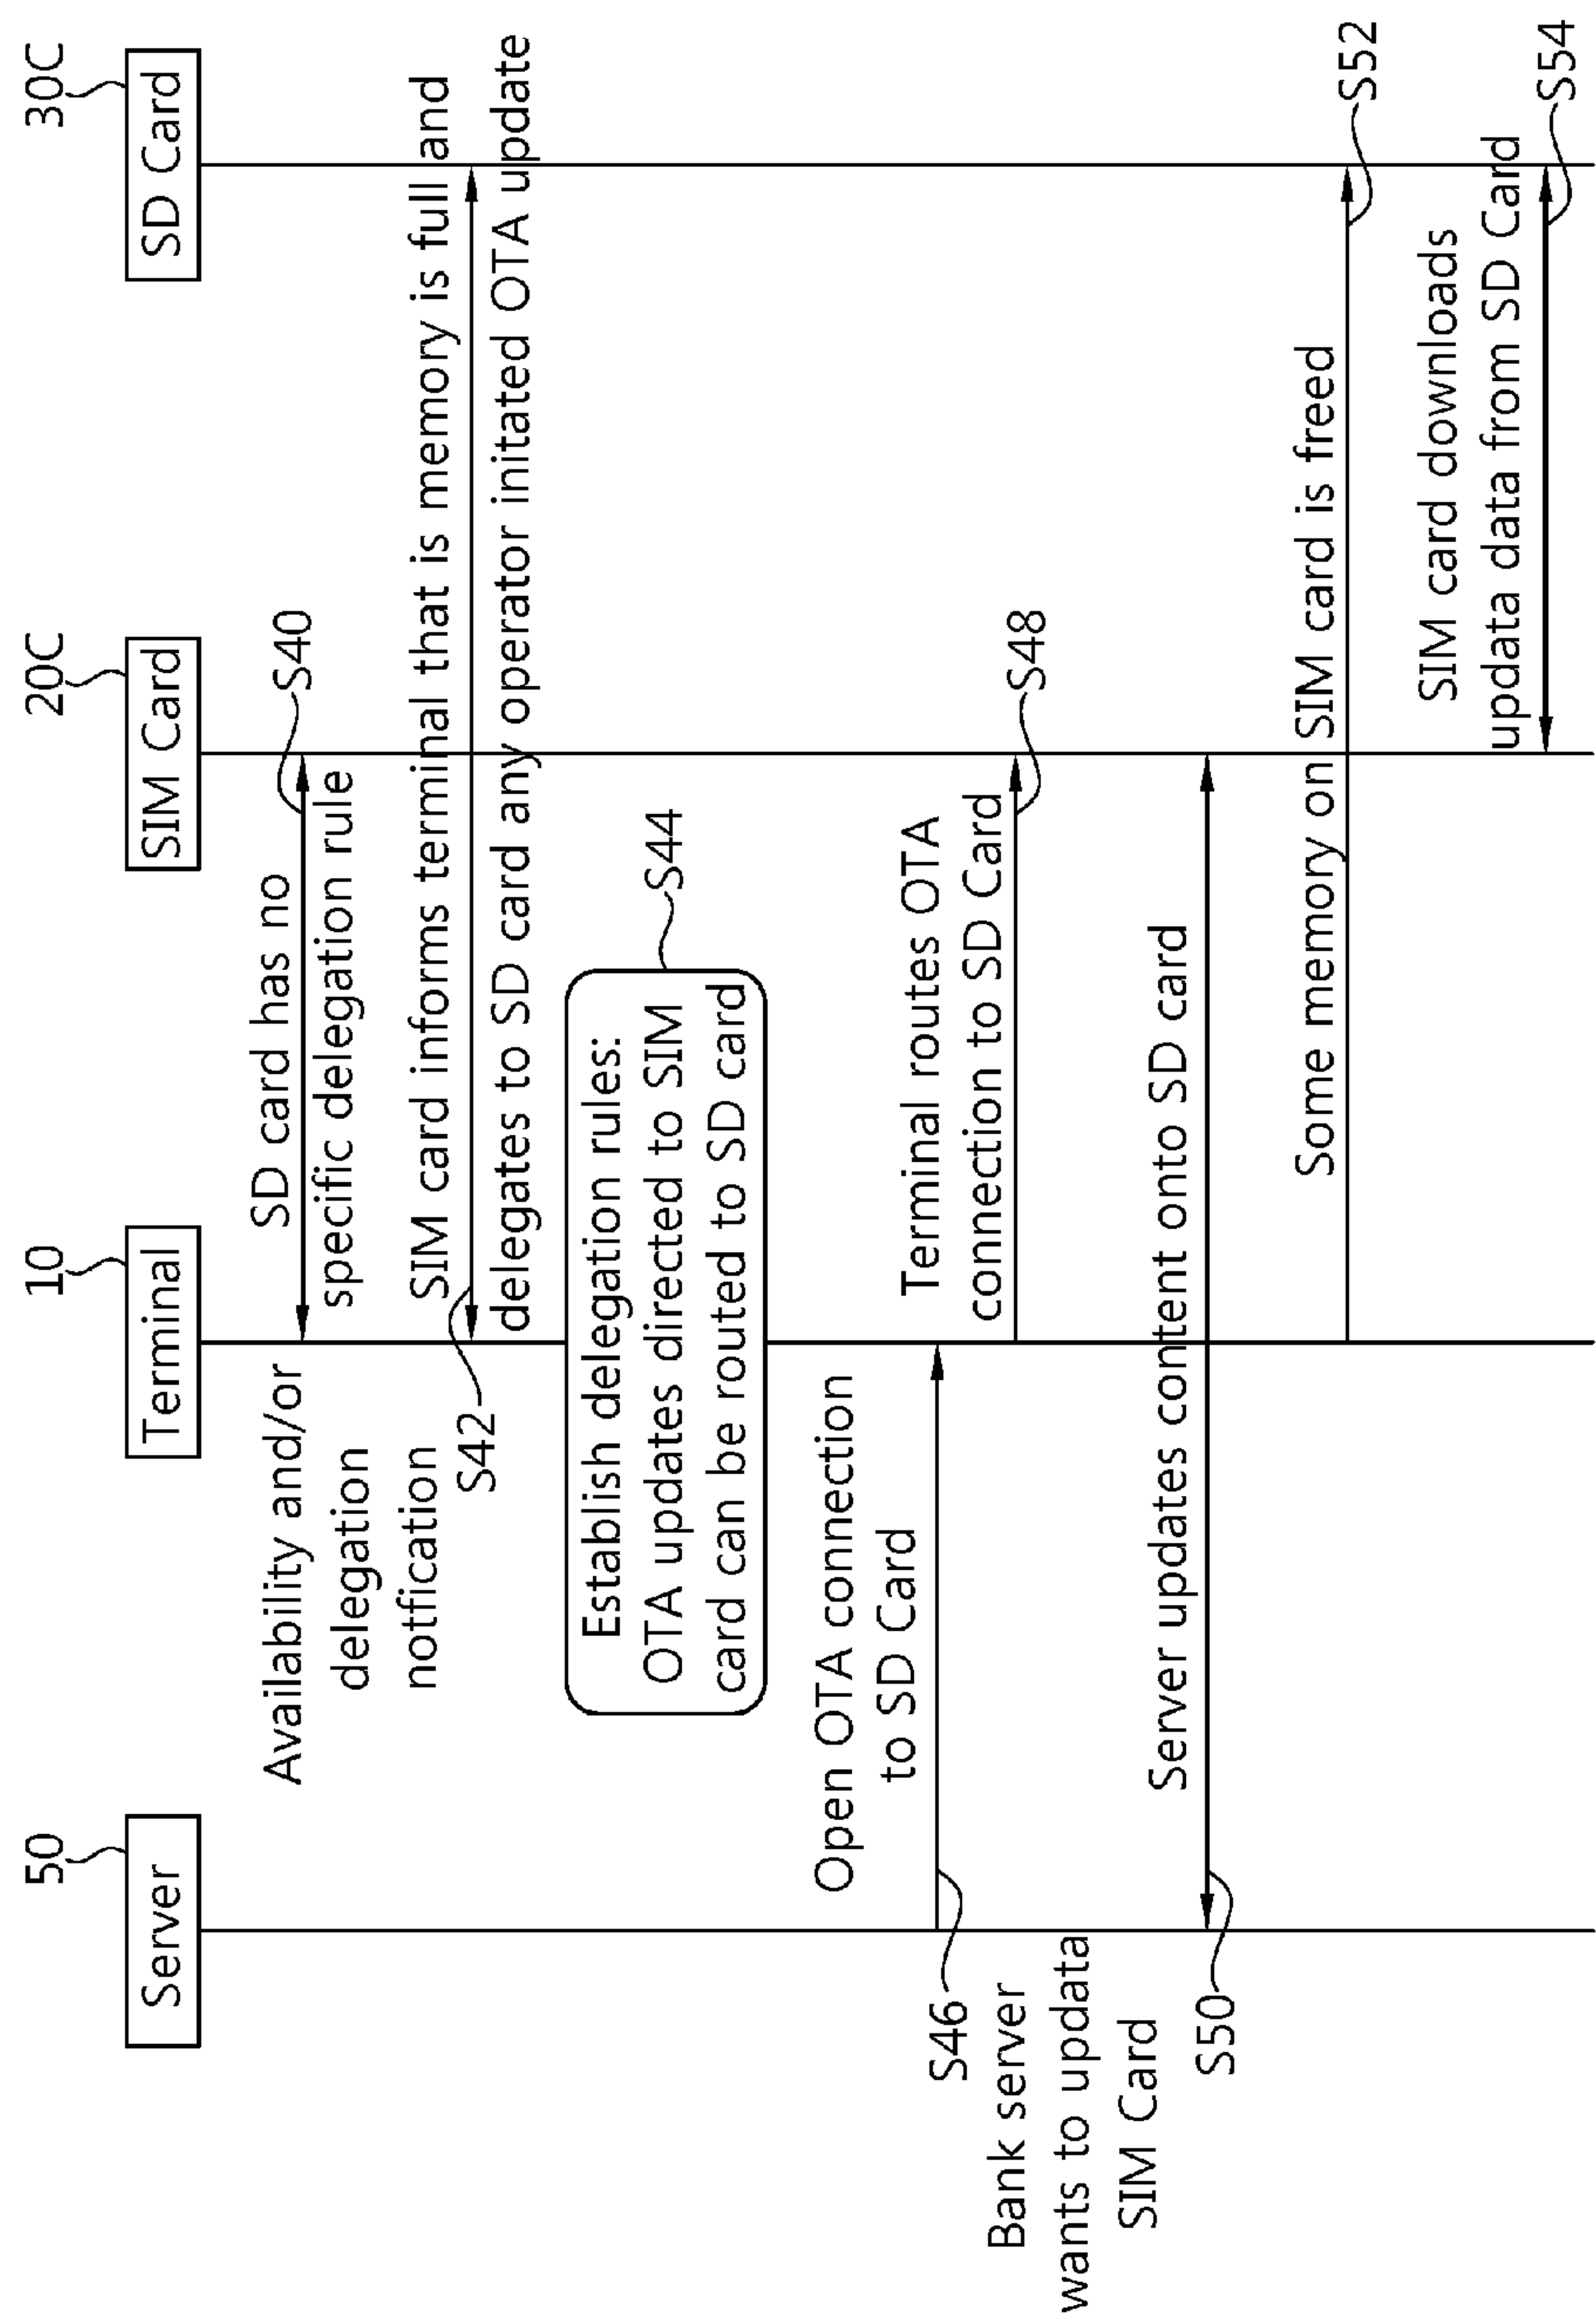 50
10
20C
30C
Server
Terminal
SIM Card
SD Card
Availability and/or
delegation
notfication
SD card has no
specific delegation rule
S40
SIM card informs terminal that is memory is full and
delegates to SD card any operator initated OTA update
S42
Establish delegation rules:
OTA updates directed to SIM
card can be routed to SD card
S44
Open OTA connection
to SD Card
S46
Terminal routes OTA
connection to SD Card
S48
Bank server
wants to updata
SIM Card
Server updates content onto SD card
S50
Some memory on SIM card is freed
S52
SIM card downloads
updata data from SD Card
S54